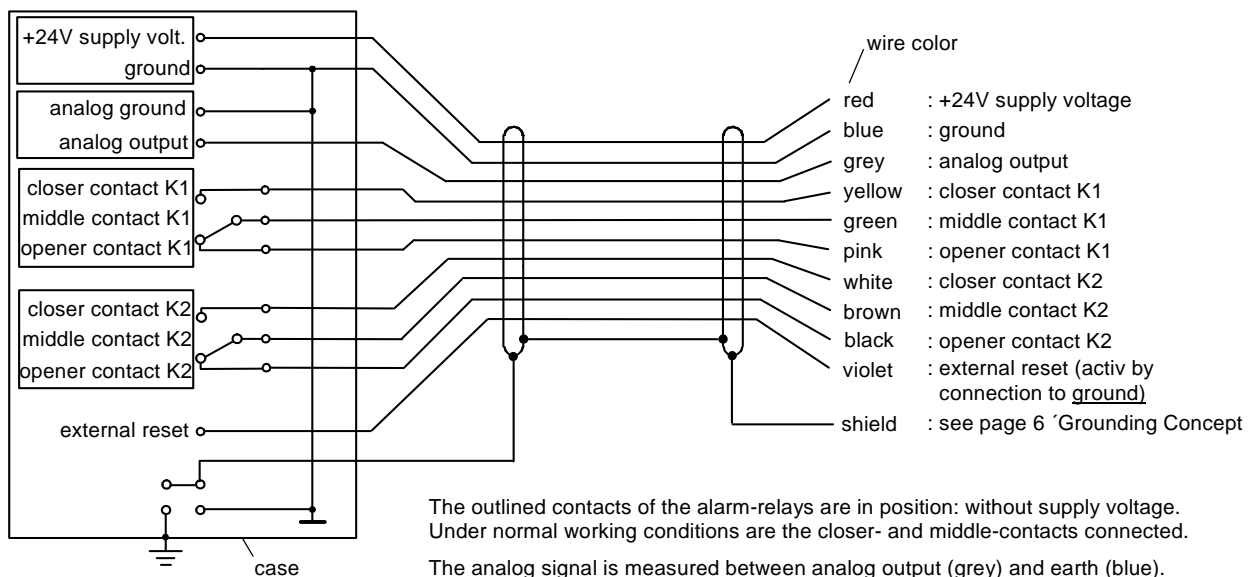 +24V supply volt.
ground
analog ground
analog output
closer contact K1
middle contact K1
opener contact K1
closer contact K2
middle contact K2
opener contact K2
external reset
case
wire color
red : +24V supply voltage
blue : ground
grey : analog output
yellow : closer contact K1
green : middle contact K1
pink : opener contact K1
white : closer contact K2
brown : middle contact K2
black : opener contact K2
violet : external reset (activ by
connection to ground)
shield : see page 6 ´Grounding Concept
The outlined contacts of the alarm-relays are in position: without supply voltage.
Under normal working conditions are the closer- and middle-contacts connected.
The analog signal is measured between analog output (grey) and earth (blue).